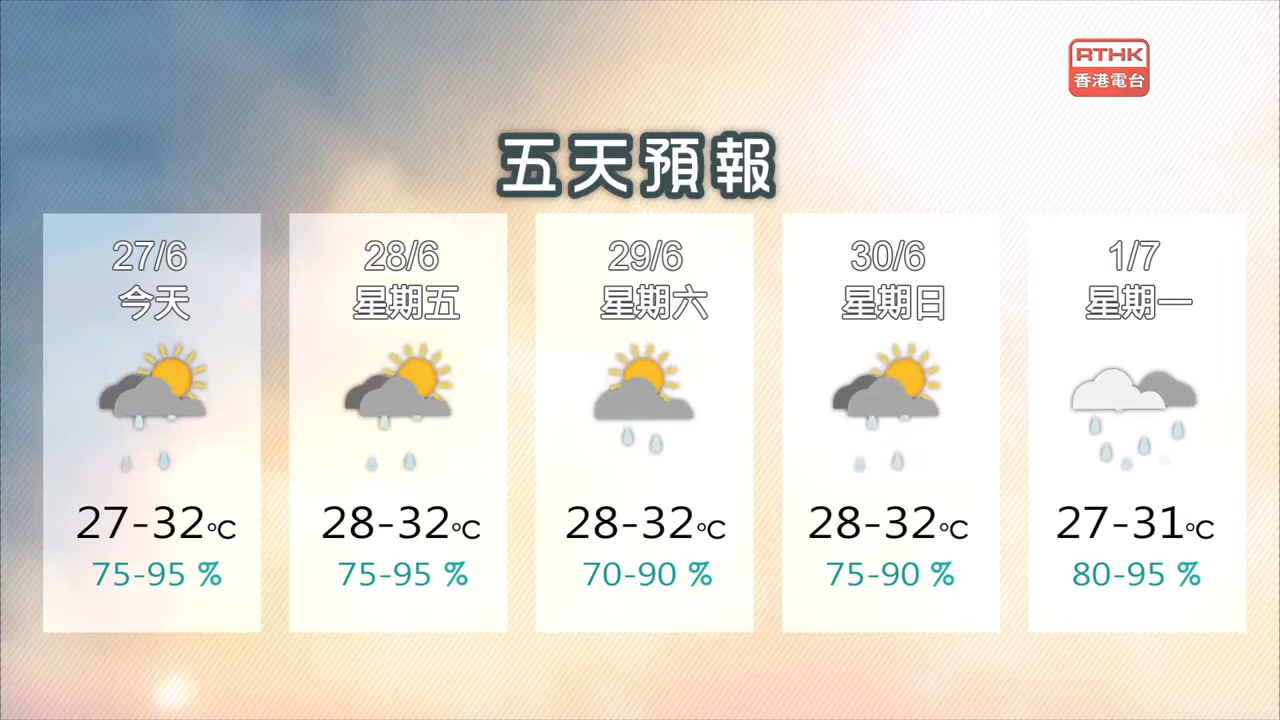 RTHK
香港電台
五天預報
27/6
今天
27-32°C
75-95 %
28/6
星期五
28-32°C
75-95 %
29/6
星期六
28-32°C
70-90 %
30/6
星期日
28-32°C
75-90 %
1/7
星期一
27-31°C
80-95 %